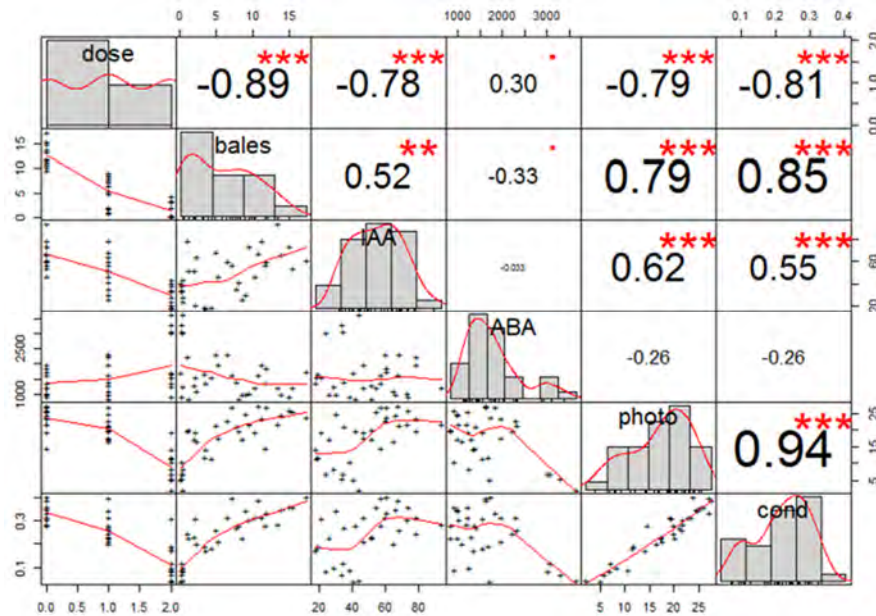 0 5 10 15 1000 2000 3000 0.1 0.2 0.3 0.4
dose -0.89 *** -0.78 *** 0.30 . -0.79 *** -0.81 *** 0.0 1.0 2.0
0 5 10 15 bales 0.52 ** -0.33 . 0.79 *** 0.85 ***
IAA -0.033 0.62 *** 0.55 *** 20 60
1000 2500 ABA -0.26 -0.26
photo 0.94 *** 5 15 25
0.1 0.3 cond
0.0 0.5 1.0 1.5 2.0 20 40 60 80 5 10 15 20 25